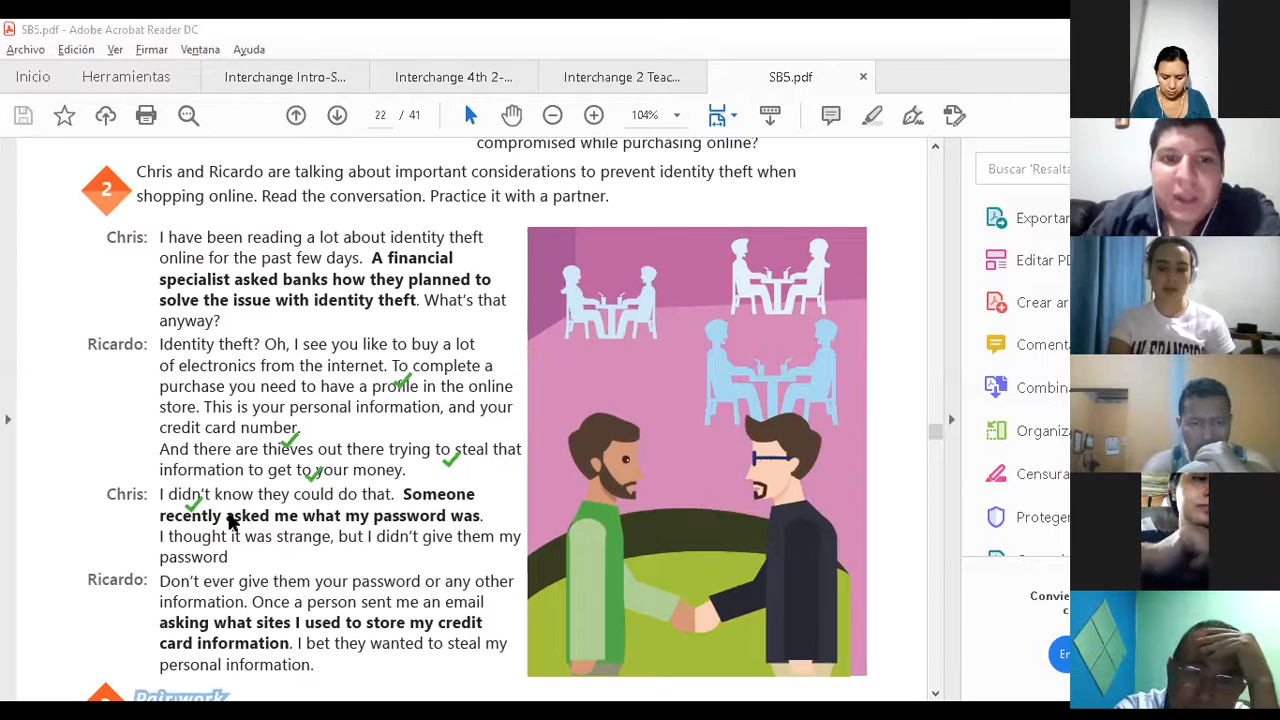 SB5.pdf - Adobe Acrobat Reader DC
Archivo Edición Ver Firmar Ventana Ayuda
Inicio Herramientas Interchange Intro-S... Interchange 4th 2-... Interchange 2 Teac... SB5.pdf ×
22 / 41 104%
compromised while purchasing online?
2 Chris and Ricardo are talking about important considerations to prevent identity theft when
shopping online. Read the conversation. Practice it with a partner.
Chris: I have been reading a lot about identity theft
online for the past few days. A financial
specialist asked banks how they planned to
solve the issue with identity theft. What's that
anyway?
Ricardo: Identity theft? Oh, I see you like to buy a lot
of electronics from the internet. To complete a
purchase you need to have a profile in the online
store. This is your personal information, and your
credit card number.
And there are thieves out there trying to steal that
information to get to your money.
Chris: I didn't know they could do that. Someone
recently asked me what my password was.
I thought it was strange, but I didn't give them my
password
Ricardo: Don't ever give them your password or any other
information. Once a person sent me an email
asking what sites I used to store my credit
card information. I bet they wanted to steal my
personal information.
Pair work
Buscar 'Resalta
Exportar
Editar PD
Crear ar
Coment
Combin
Organiz
Censura
Proteger
Convie
En